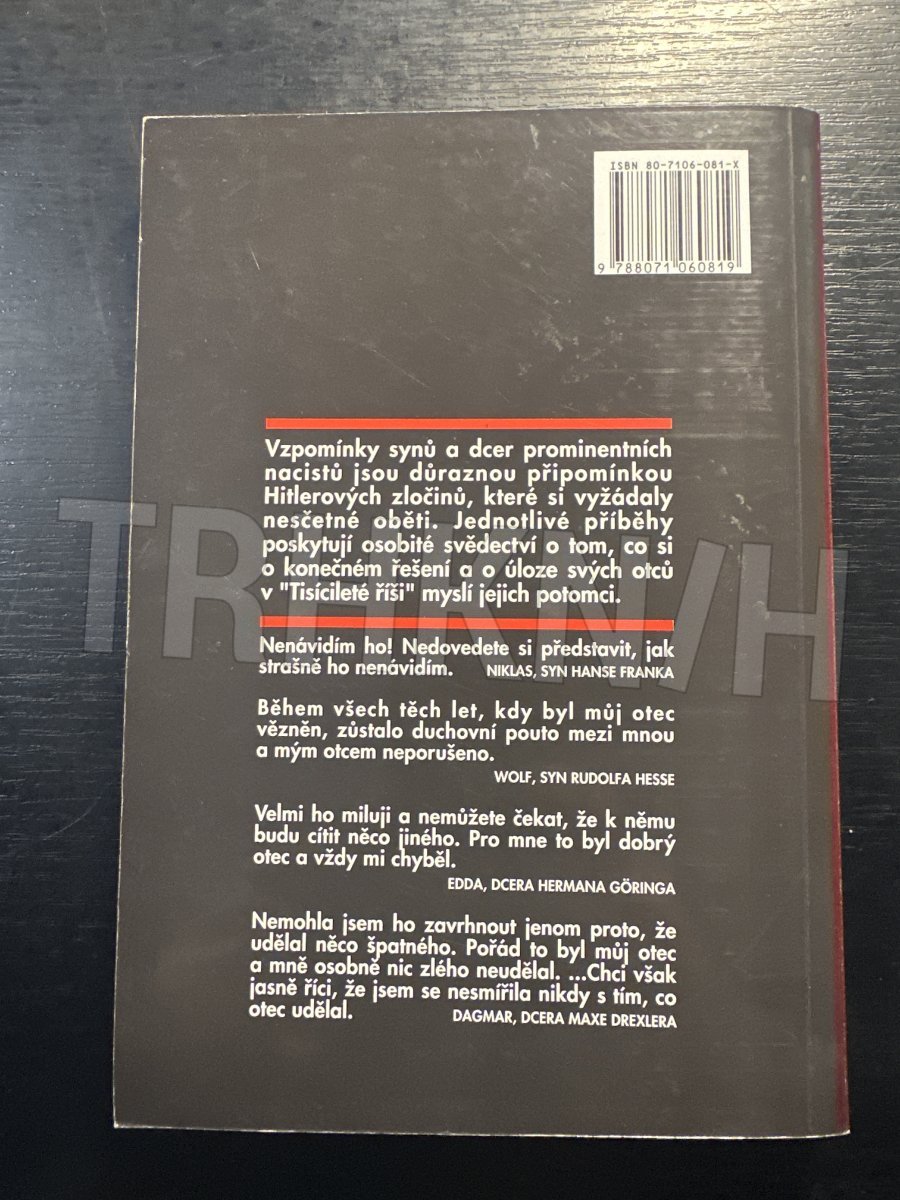 ISBN 80-7106-081-X
9 788071 060819
Vzpomínky synů a dcer prominentních
nacistů jsou důraznou připomínkou
Hitlerových zločinů, které si vyžádaly
nesčetné oběti. Jednotlivé příběhy
poskytují osobité svědectví o tom, co si
o konečném řešení a o úloze svých otců
v "Tisícileté říši" myslí jejich potomci.
Nenávidím ho! Nedovedete si představit, jak
strašně ho nenávidím. NIKLAS, SYN HANSE FRANKA
Během všech těch let, kdy byl můj otec
vězněn, zůstalo duchovní pouto mezi mnou
a mým otcem neporušeno.
WOLF, SYN RUDOLFA HESSE
Velmi ho miluji a nemůžete čekat, že k němu
budu cítit něco jiného. Pro mne to byl dobrý
otec a vždy mi chyběl.
EDDA, DCERA HERMANA GÖRINGA
Nemohla jsem ho zavrhnout jenom proto, že
udělal něco špatného. Pořád to byl můj otec
a mně osobně nic zlého neudělal. ...Chci však
jasně říci, že jsem se nesmířila nikdy s tím, co
otec udělal. DAGMAR, DCERA MAXE DREXLERA